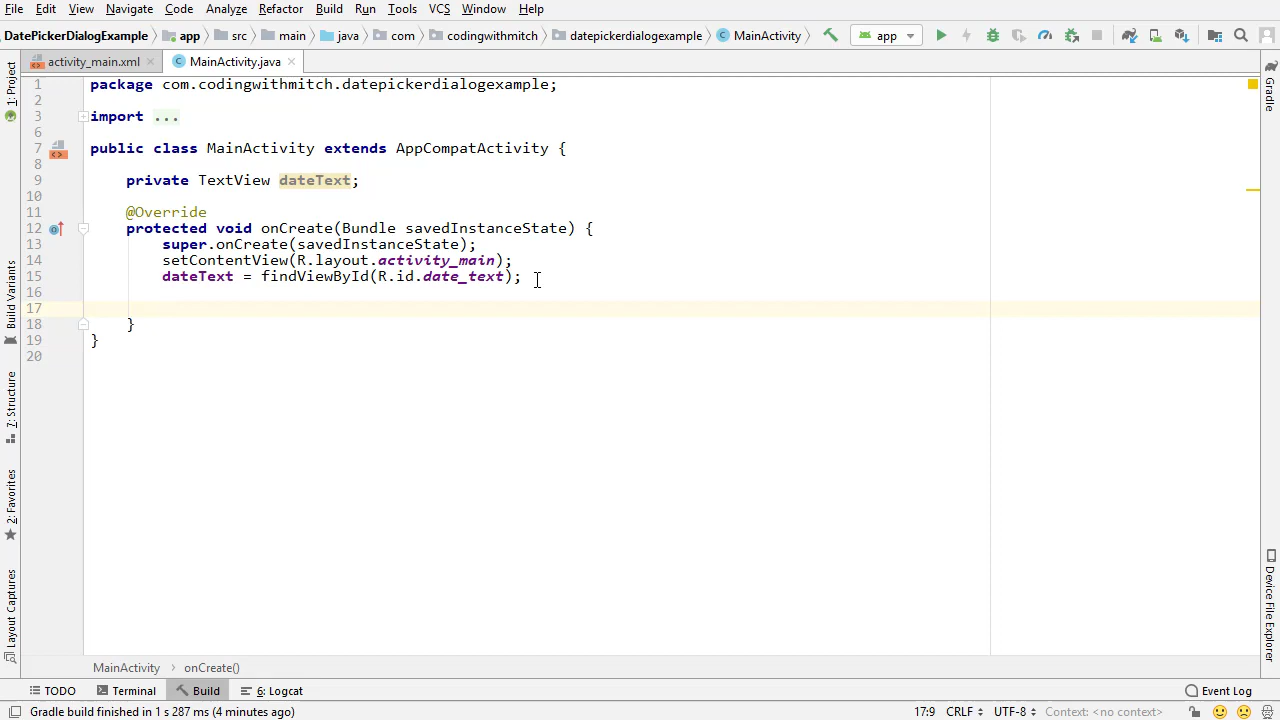 File Edit View Navigate Code Analyze Refactor Build Run Tools VCS Window Help
DatePickerDialogExample app src main java com codingwithmitch datepickerdialogexample MainActivity app
activity_main.xml MainActivity.java
1: Project
Build Variants
7: Structure
2: Favorites
Layout Captures
1 package com.codingwithmitch.datepickerdialogexample;
2
3 import ...
6
7 public class MainActivity extends AppCompatActivity {
8
9 private TextView dateText;
10
11 @Override
12 protected void onCreate(Bundle savedInstanceState) {
13 super.onCreate(savedInstanceState);
14 setContentView(R.layout.activity_main);
15 dateText = findViewById(R.id.date_text);
16
17
18 }
19 }
20
Gradle
Device File Explorer
MainActivity > onCreate()
TODO Terminal Build 6: Logcat Event Log
Gradle build finished in 1 s 287 ms (4 minutes ago) 17:9 CRLF UTF-8 Context: <no context>